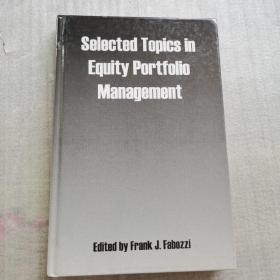 Selected Topics in
Equity Portfolio
Management
Edited by Frank J. Fabozzi